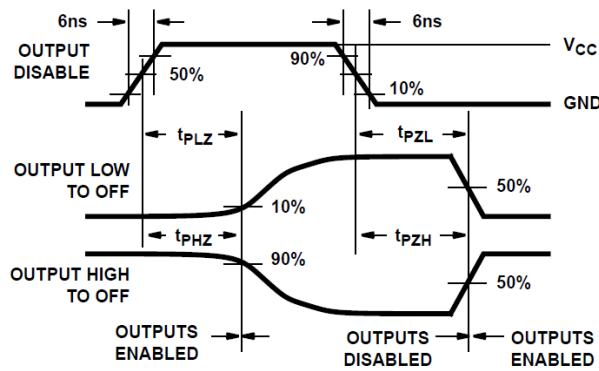 6ns
6ns
OUTPUT
DISABLE
50%
90%
10%
VCC
GND
tPLZ
tPZL
OUTPUT LOW
TO OFF
10%
50%
tPHZ
tPZH
OUTPUT HIGH
TO OFF
90%
50%
OUTPUTS
ENABLED
OUTPUTS
DISABLED
OUTPUTS
ENABLED